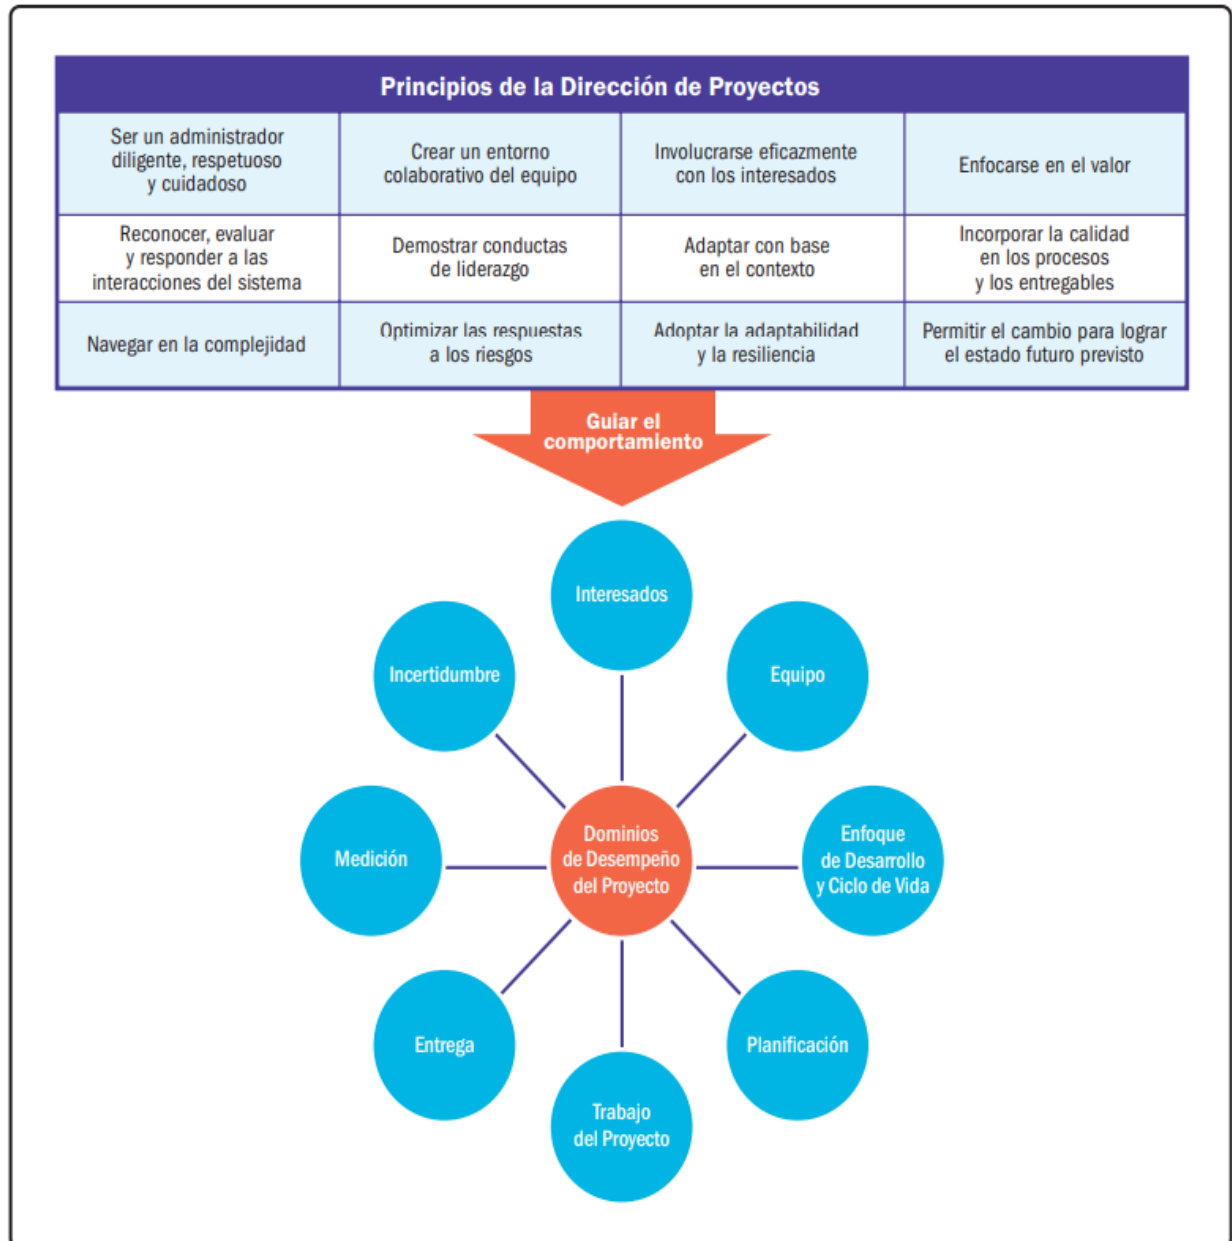 Principios de la Dirección de Proyectos
Ser un administrador
diligente, respetuoso
y cuidadoso
Crear un entorno
colaborativo del equipo
Involucrarse eficazmente
con los interesados
Enfocarse en el valor
Reconocer, evaluar
y responder a las
interacciones del sistema
Demostrar conductas
de liderazgo
Adaptar con base
en el contexto
Incorporar la calidad
en los procesos
y los entregables
Navegar en la complejidad
Optimizar las respuestas
a los riesgos
Adoptar la adaptabilidad
y la resiliencia
Permitir el cambio para lograr
el estado futuro previsto
Guiar el
comportamiento
Interesados
Incertidumbre
Equipo
Medición
Dominios
de Desempeño
del Proyecto
Enfoque
de Desarrollo
y Ciclo de Vida
Entrega
Planificación
Trabajo
del Proyecto